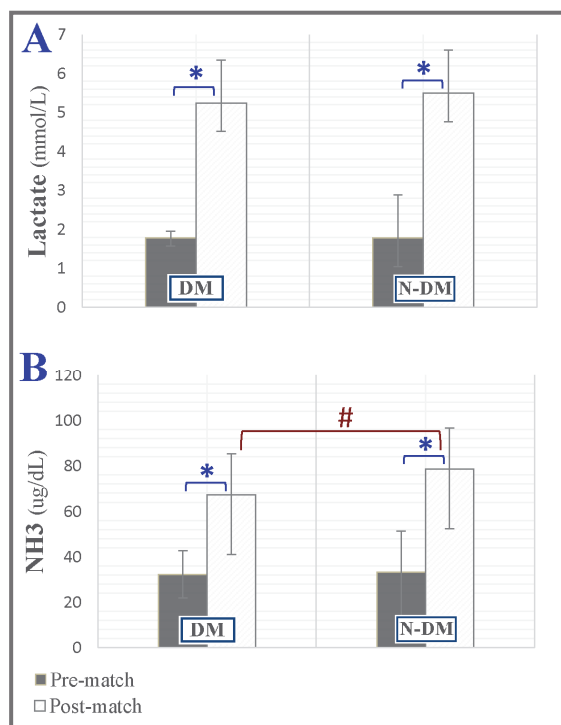 A
Lactate (mmol/L)
7
6
5
4
3
2
1
0
*
*
DM
N-DM
B
NH3 (ug/dL)
120
100
80
60
40
20
0
#
*
*
DM
N-DM
Pre-match
Post-match